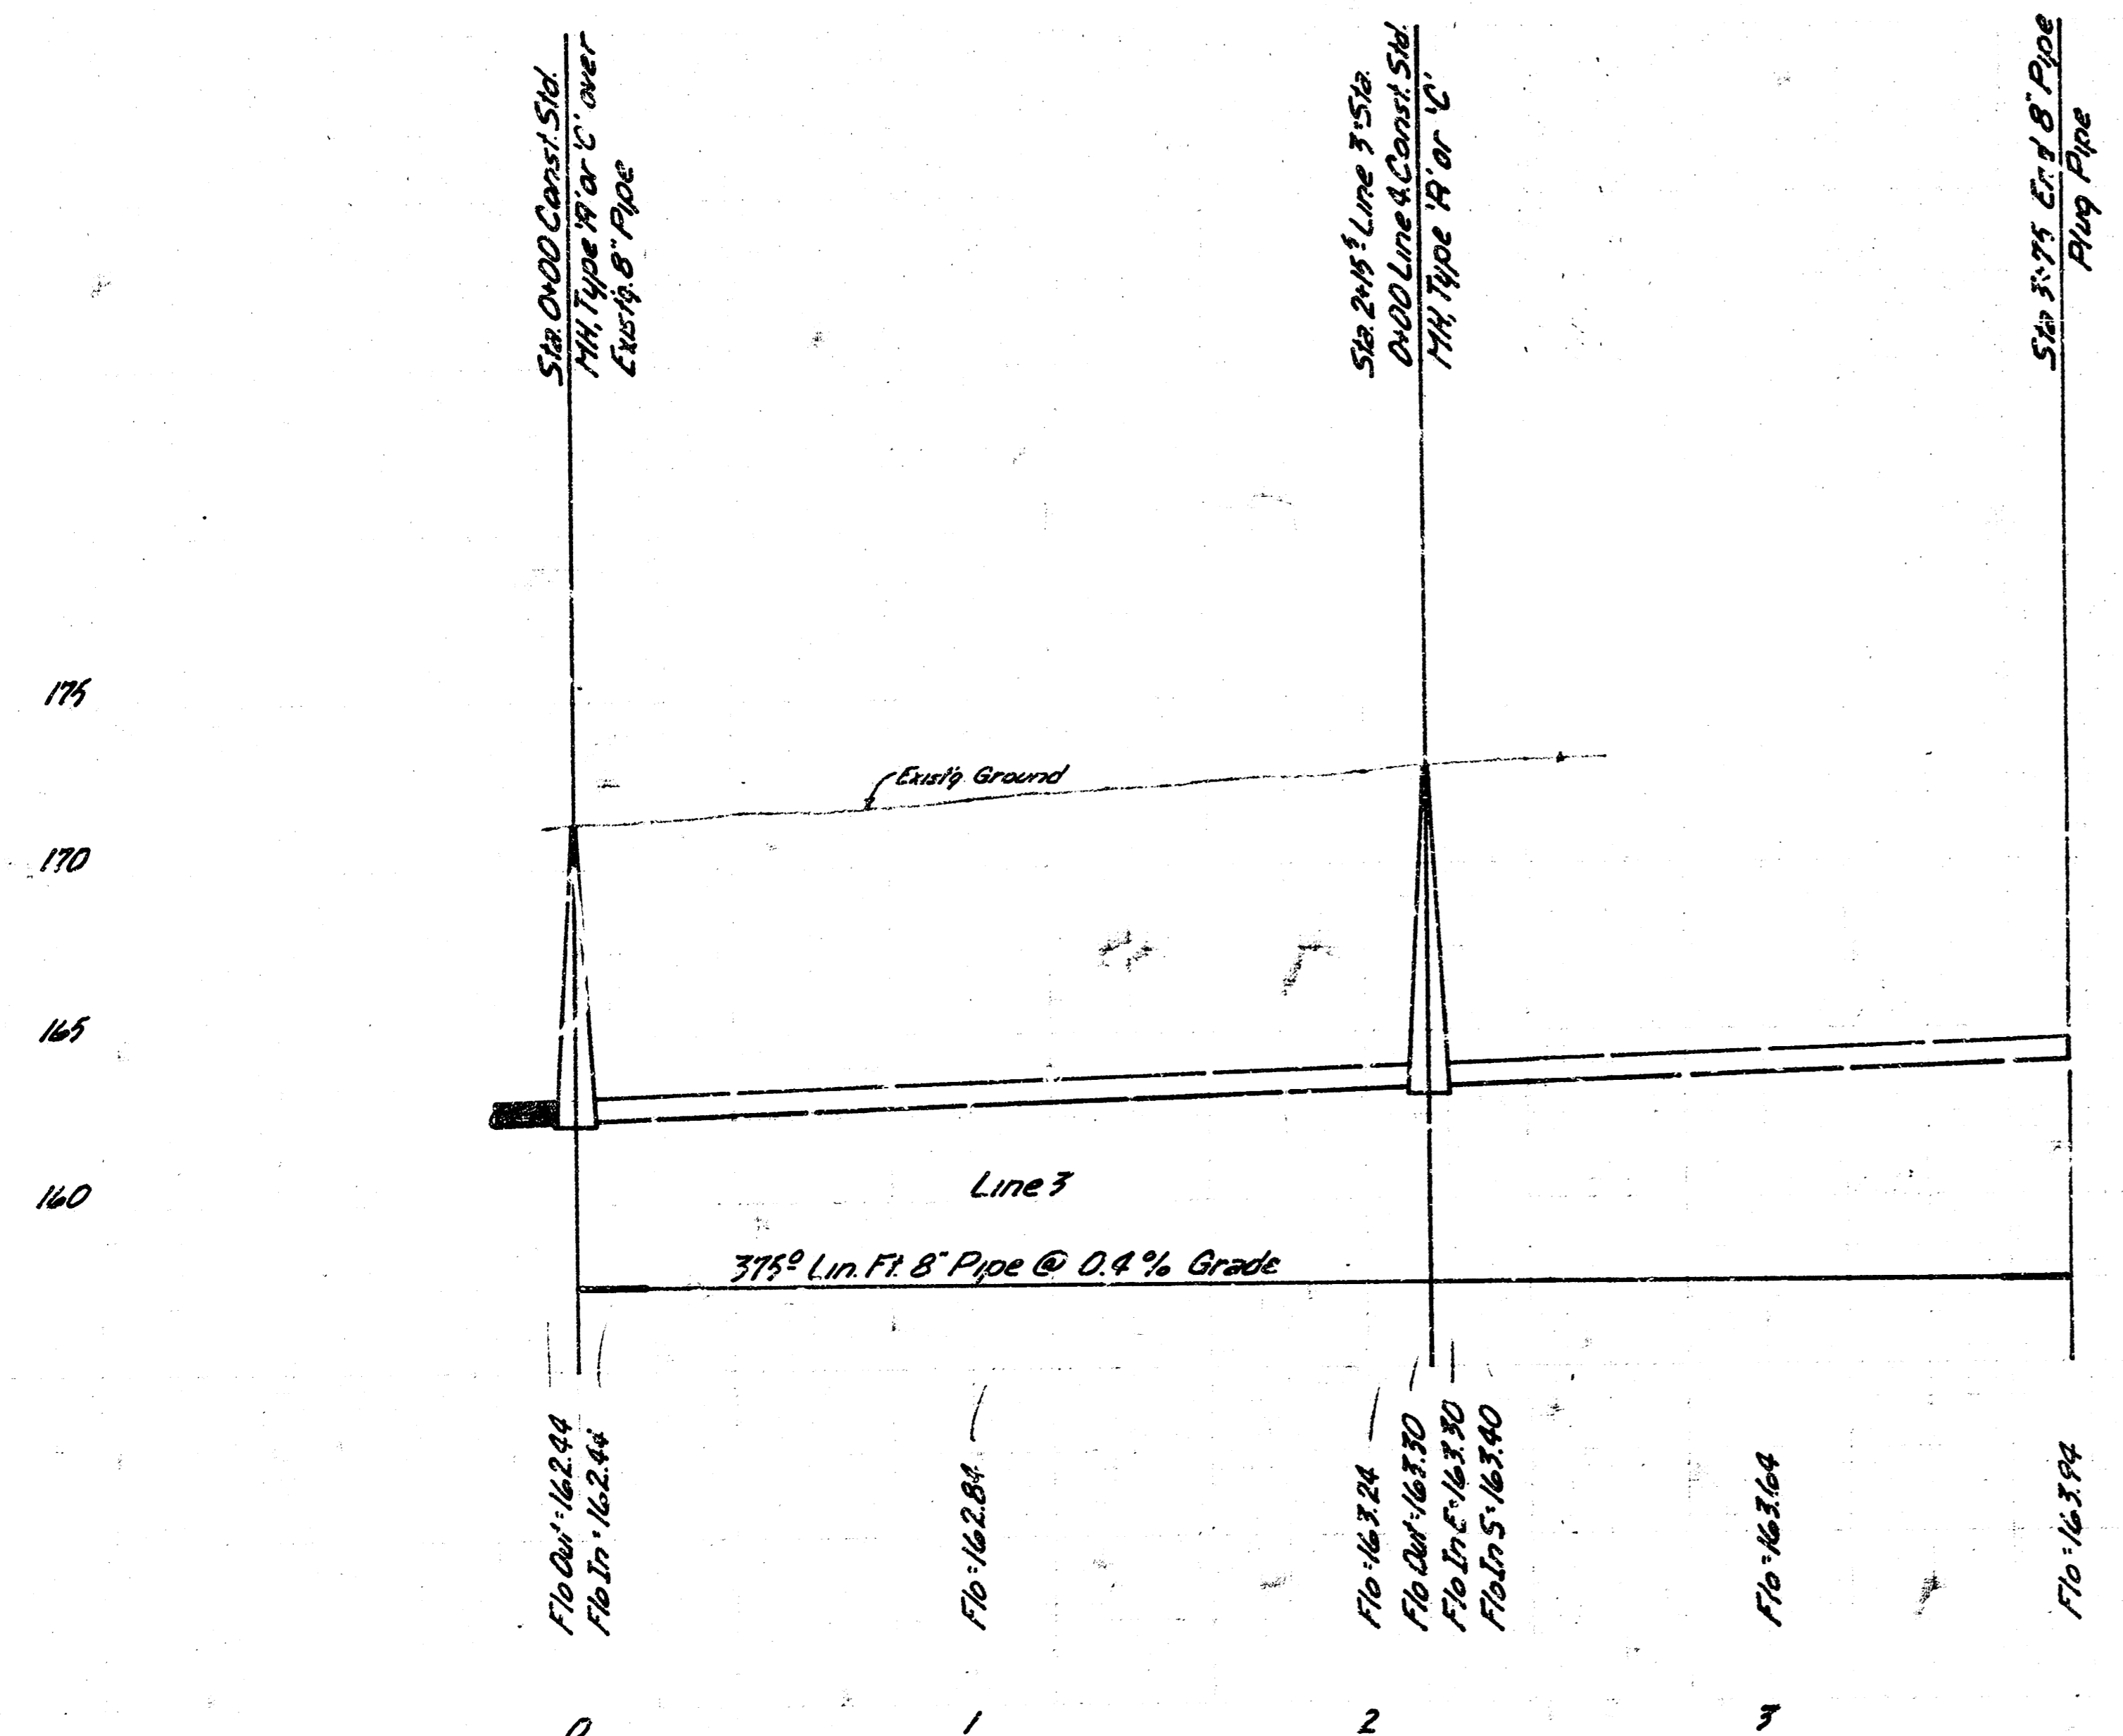 Sta. 0+00 Const. Std.
MH, Type 'A' or 'C' over
Exist'g. 8" Pipe
Sta. 2+15⁵ Line 3 = Sta.
0+00 Line 4. Const. Std.
MH, Type 'A' or 'C'
Sta 3+75 End 8" Pipe
Plug Pipe
175
170
165
160
Exist'g Ground
Line 3
375⁰ Lin. Ft. 8" Pipe @ 0.4% Grade
Flo Out = 162.44
Flo In = 162.44
Flo = 162.84
Flo = 163.24
Flo Out = 163.30
Flo In E = 163.30
Flo In S = 163.40
Flo = 163.64
Flo = 163.94
0
1
2
3